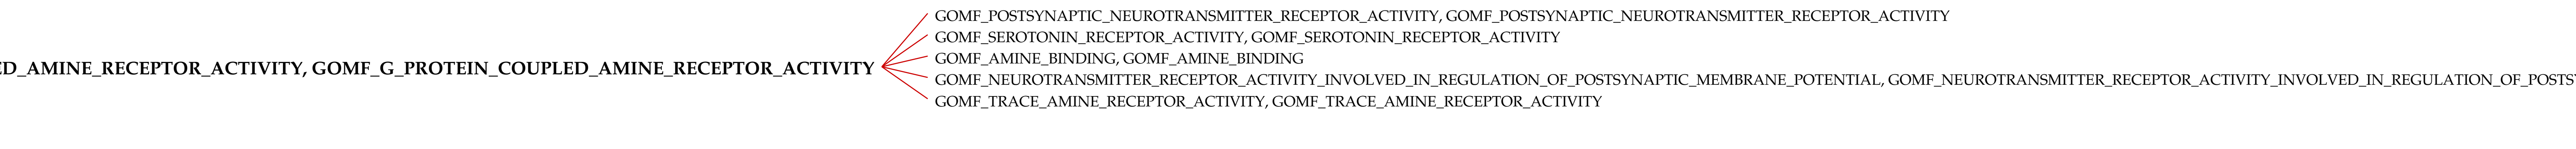 GOMF_POSTSYNAPTIC_NEUROTRANSMITTER_RECEPTOR_ACTIVITY, GOMF_POSTSYNAPTIC_NEUROTRANSMITTER_RECEPTOR_ACTIVITY
GOMF_SEROTONIN_RECEPTOR_ACTIVITY, GOMF_SEROTONIN_RECEPTOR_ACTIVITY
GOMF_AMINE_BINDING, GOMF_AMINE_BINDING
ED_AMINE_RECEPTOR_ACTIVITY, GOMF_G_PROTEIN_COUPLED_AMINE_RECEPTOR_ACTIVITY
GOMF_NEUROTRANSMITTER_RECEPTOR_ACTIVITY_INVOLVED_IN_REGULATION_OF_POSTSYNAPTIC_MEMBRANE_POTENTIAL, GOMF_NEUROTRANSMITTER_RECEPTOR_ACTIVITY_INVOLVED_IN_REGULATION_OF_POSTS
GOMF_TRACE_AMINE_RECEPTOR_ACTIVITY, GOMF_TRACE_AMINE_RECEPTOR_ACTIVITY